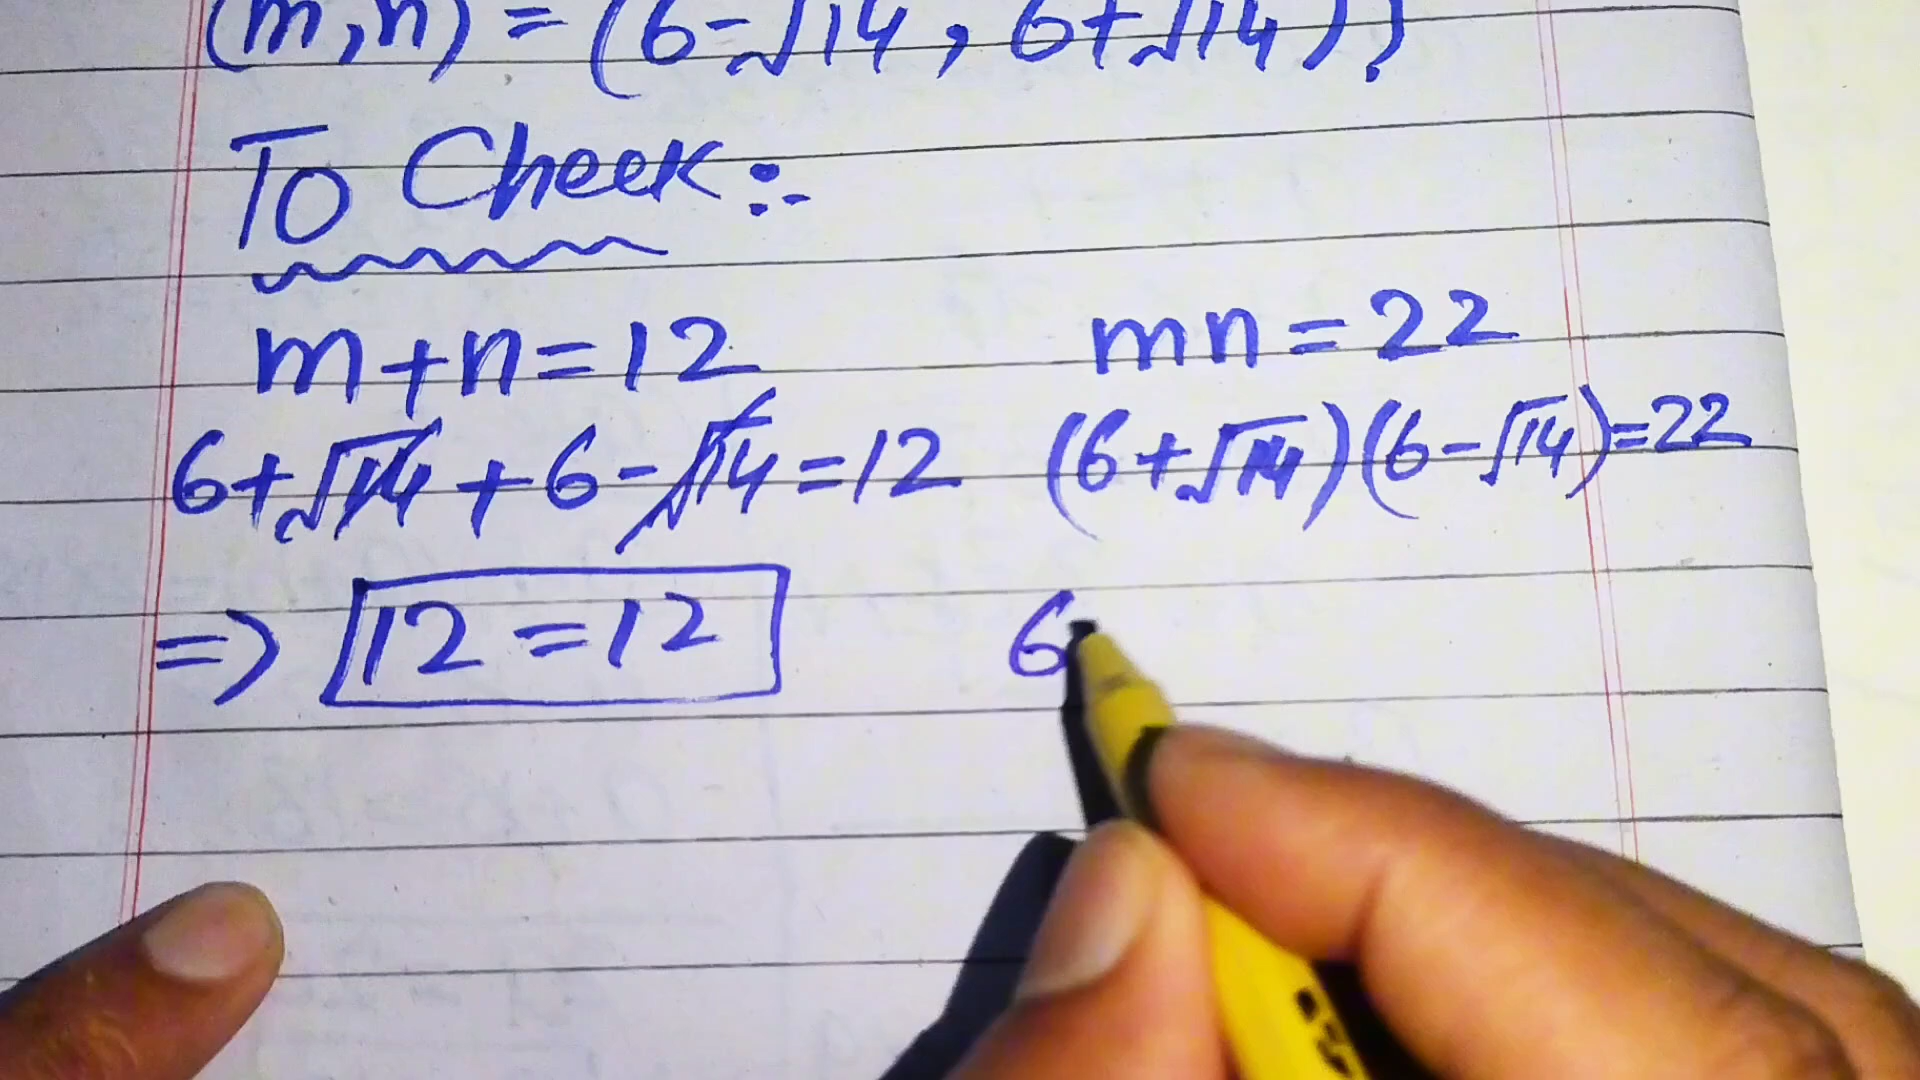 (m,n) = (6-√14, 6+√14)?
To Check:-
m+n=12 mn=22
6+√14+6-√14=12 (6+√14)(6-√14)=22
=> 12=12 6